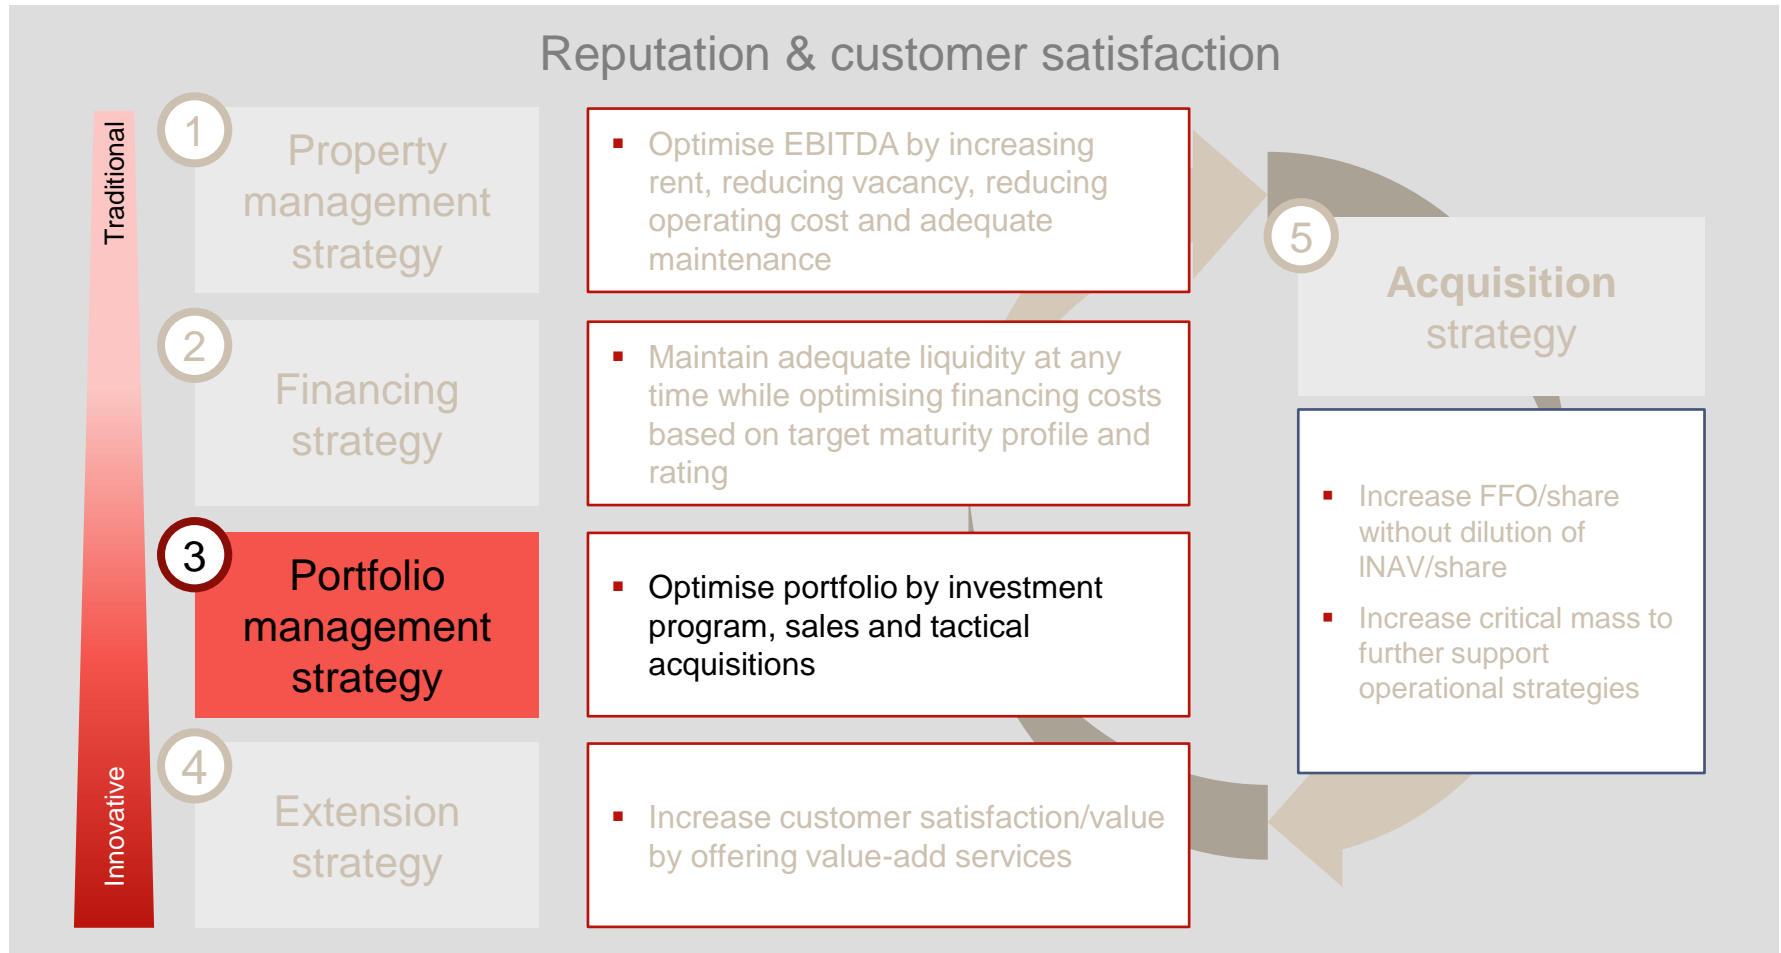 Reputation & customer satisfaction
Traditional
Innovative
1
Property
management
strategy
▪ Optimise EBITDA by increasing
rent, reducing vacancy, reducing
operating cost and adequate
maintenance
2
Financing
strategy
▪ Maintain adequate liquidity at any
time while optimising financing costs
based on target maturity profile and
rating
3
Portfolio
management
strategy
▪ Optimise portfolio by investment
program, sales and tactical
acquisitions
4
Extension
strategy
▪ Increase customer satisfaction/value
by offering value-add services
5
Acquisition
strategy
▪ Increase FFO/share
without dilution of
INAV/share
▪ Increase critical mass to
further support
operational strategies